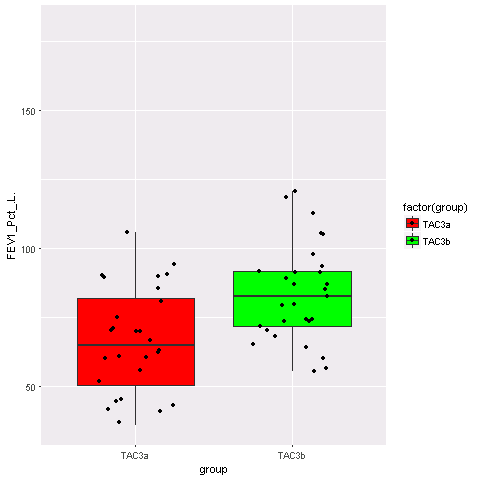 FEV1_Pct_L.
150
100
50
TAC3a
TAC3b
group
factor(group)
TAC3a
TAC3b